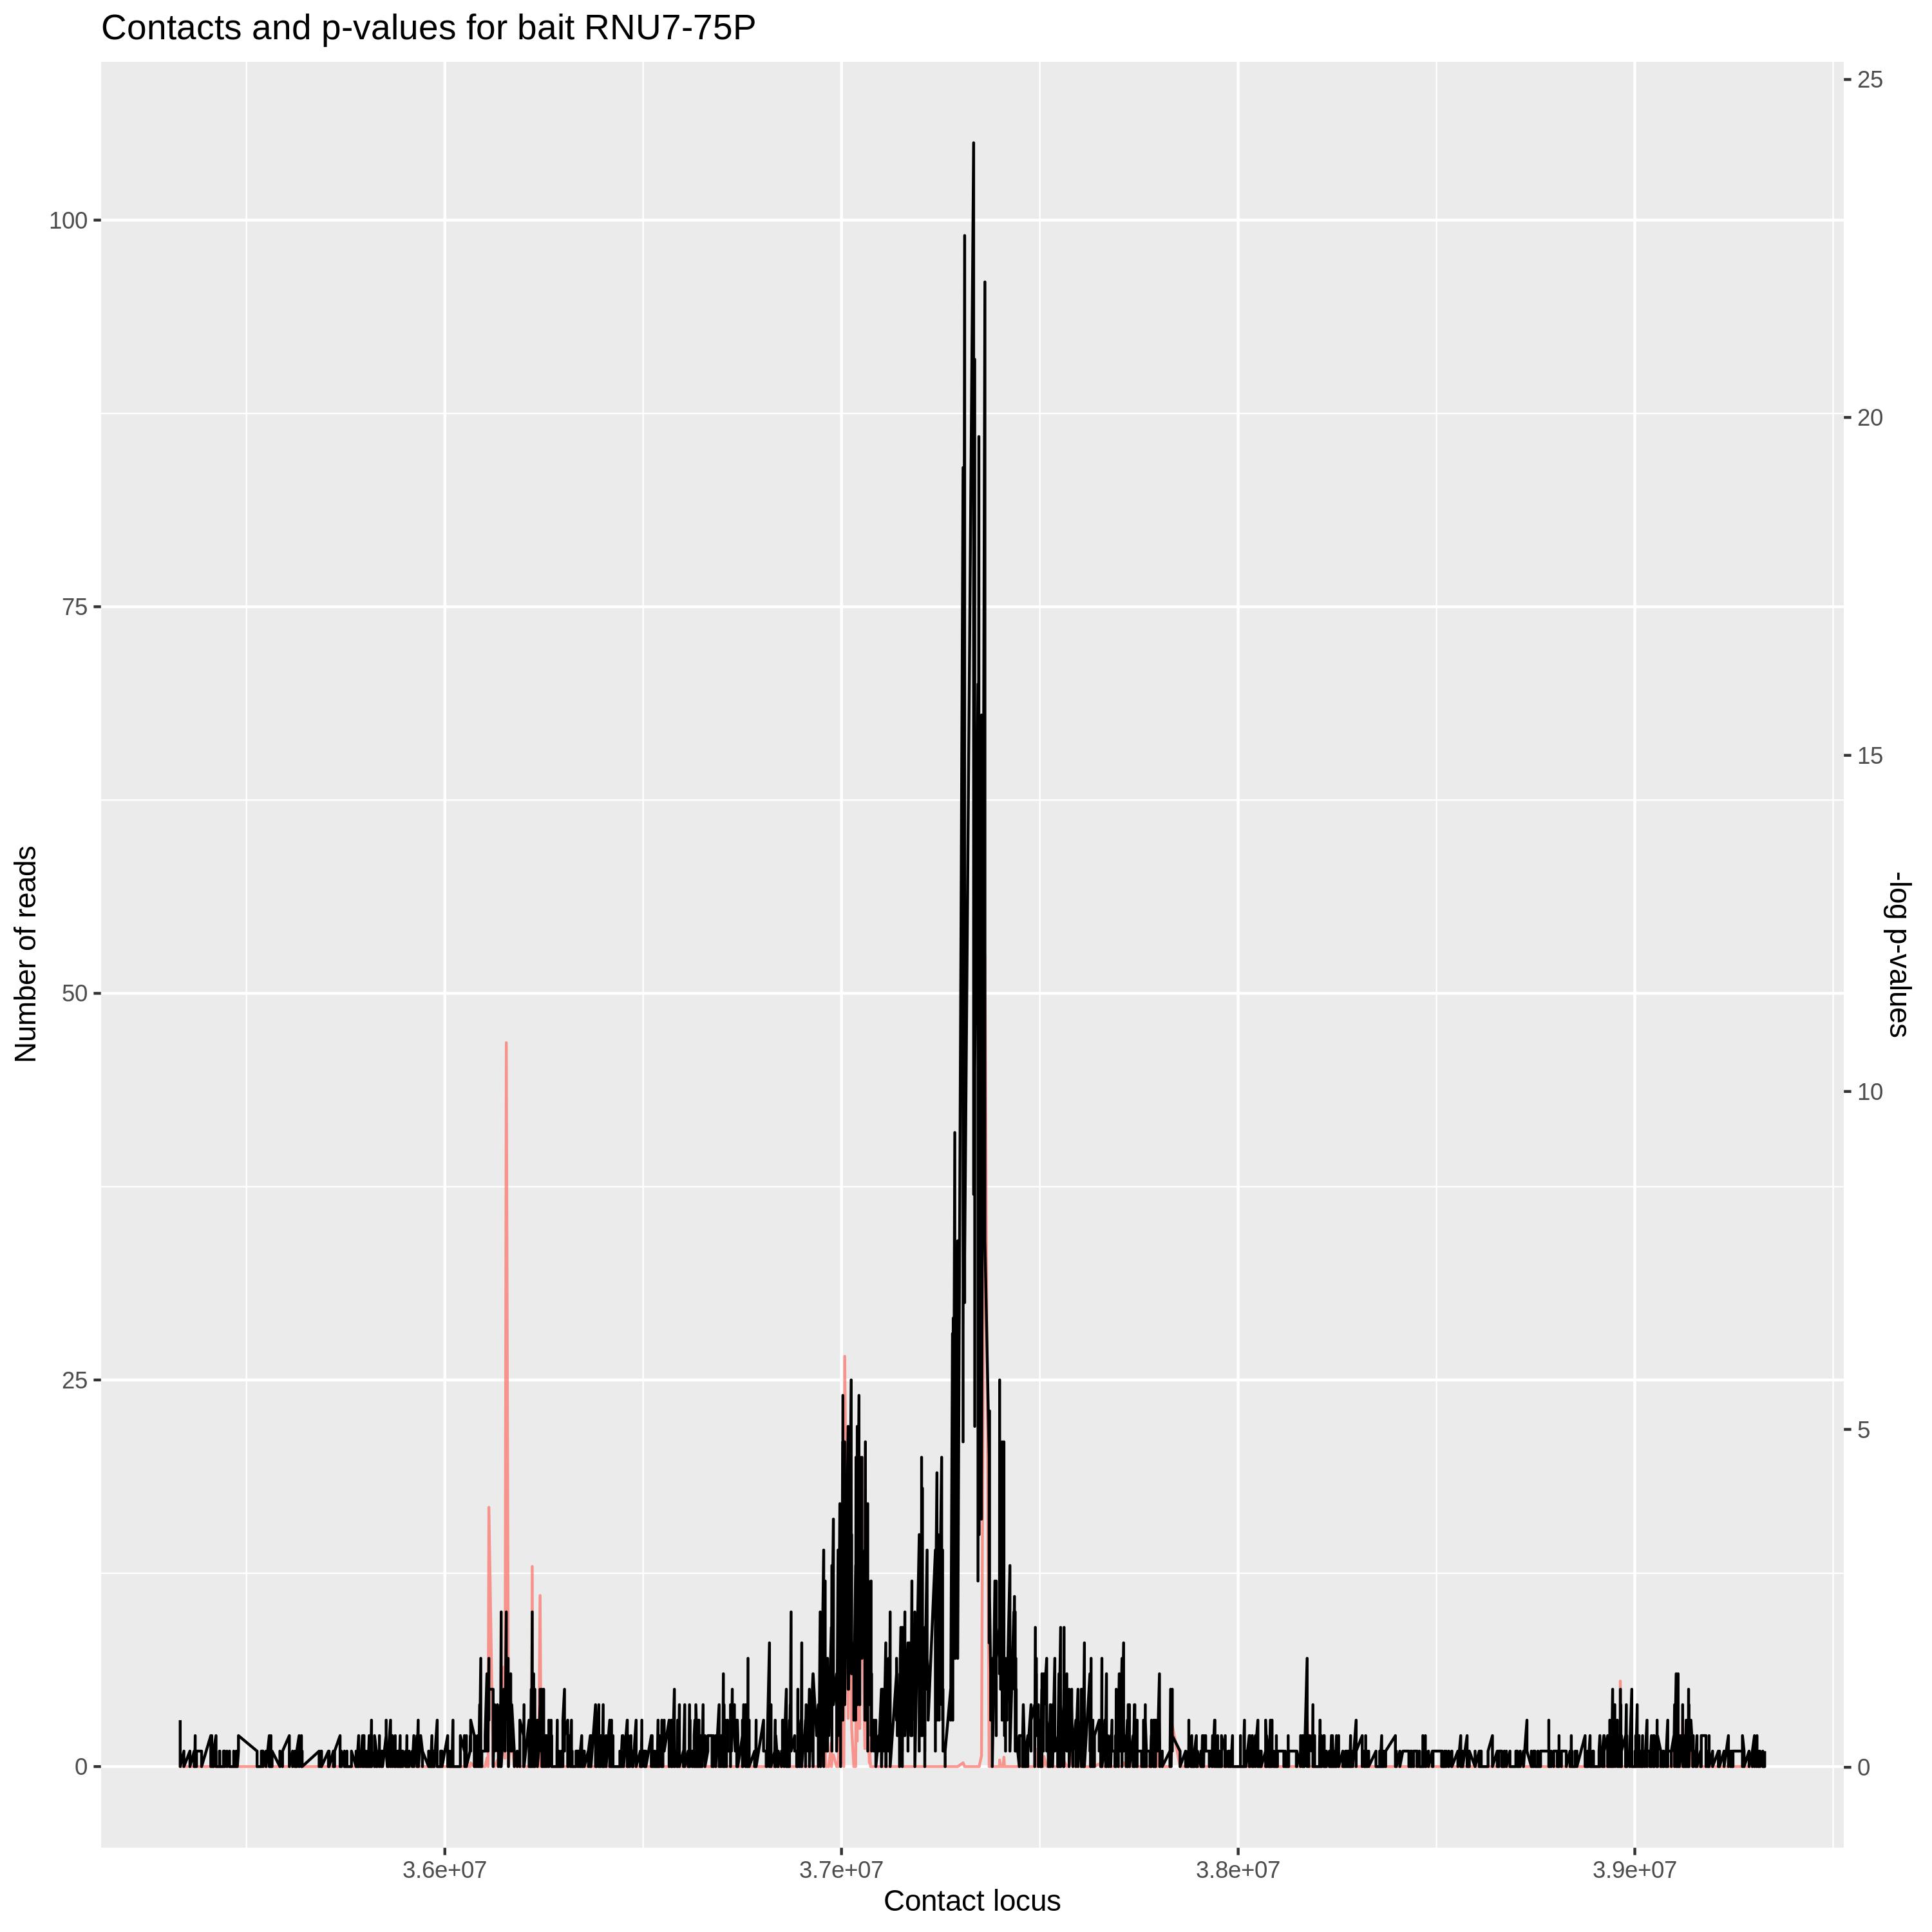 Contacts and p-values for bait RNU7-75P
Number of reads
100
75
50
25
0
25
20
15
10
5
0
-log p-values
3.6e+07
3.7e+07
3.8e+07
3.9e+07
Contact locus